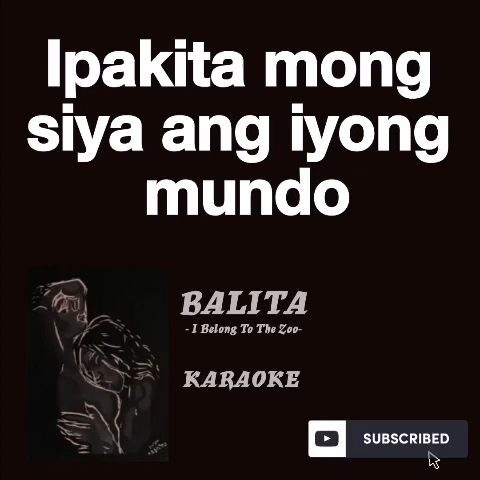 Ipakita mong
siya ang iyong
mundo
BALITA
- I Belong To The Zoo-
KARAOKE
SUBSCRIBED